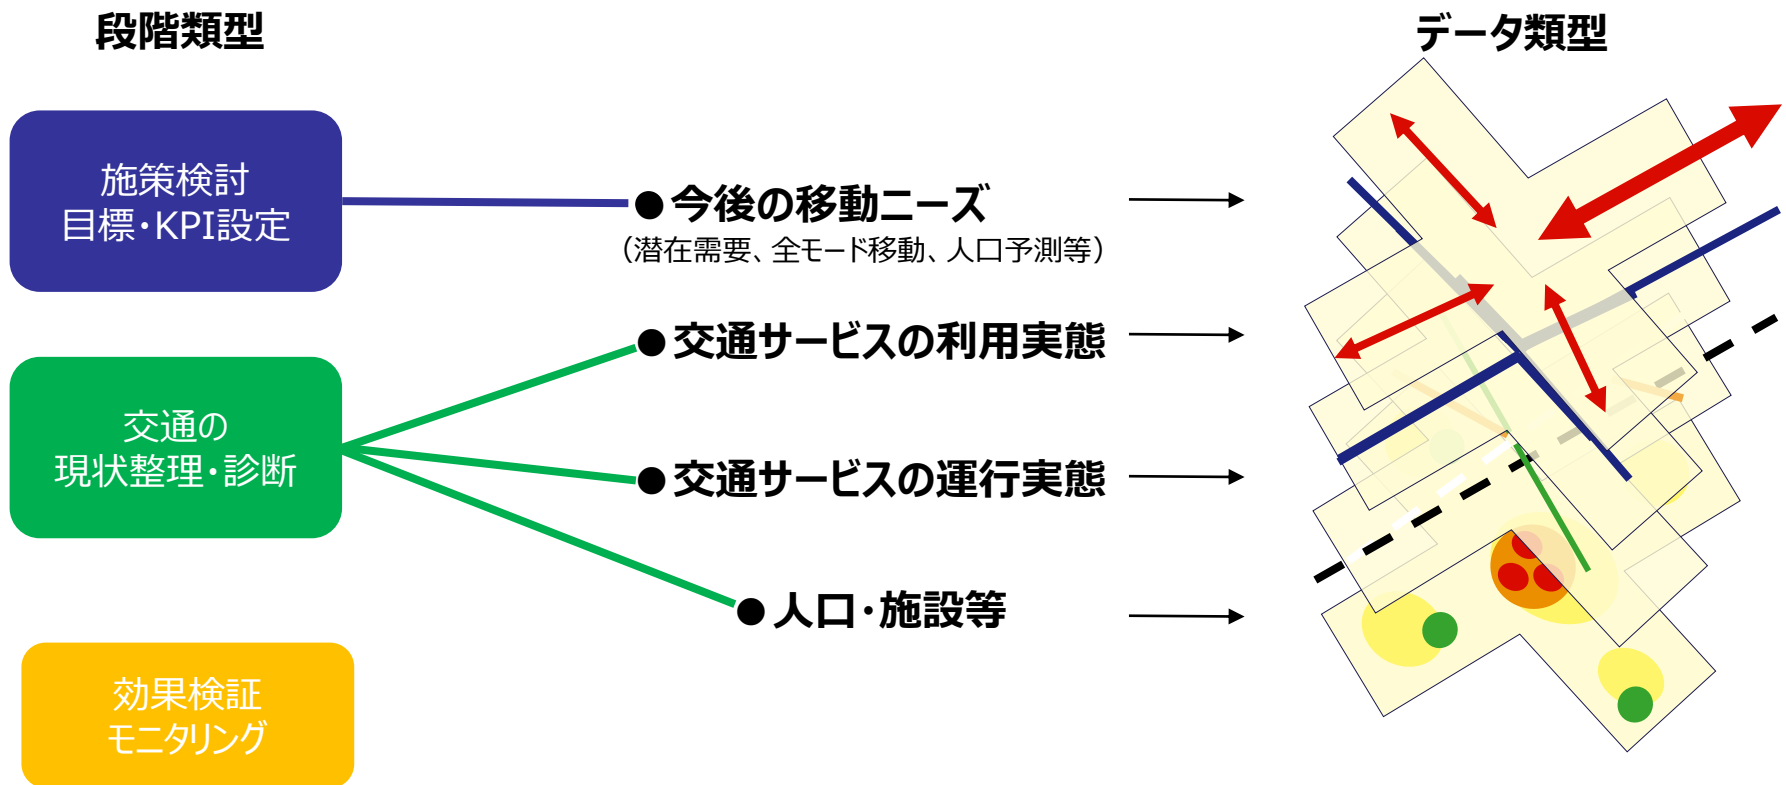 段階類型
データ類型
施策検討
目標・KPI設定
●今後の移動ニーズ
（潜在需要、全モード移動、人口予測等）
●交通サービスの利用実態
交通の
現状整理・診断
●交通サービスの運行実態
●人口・施設等
効果検証
モニタリング